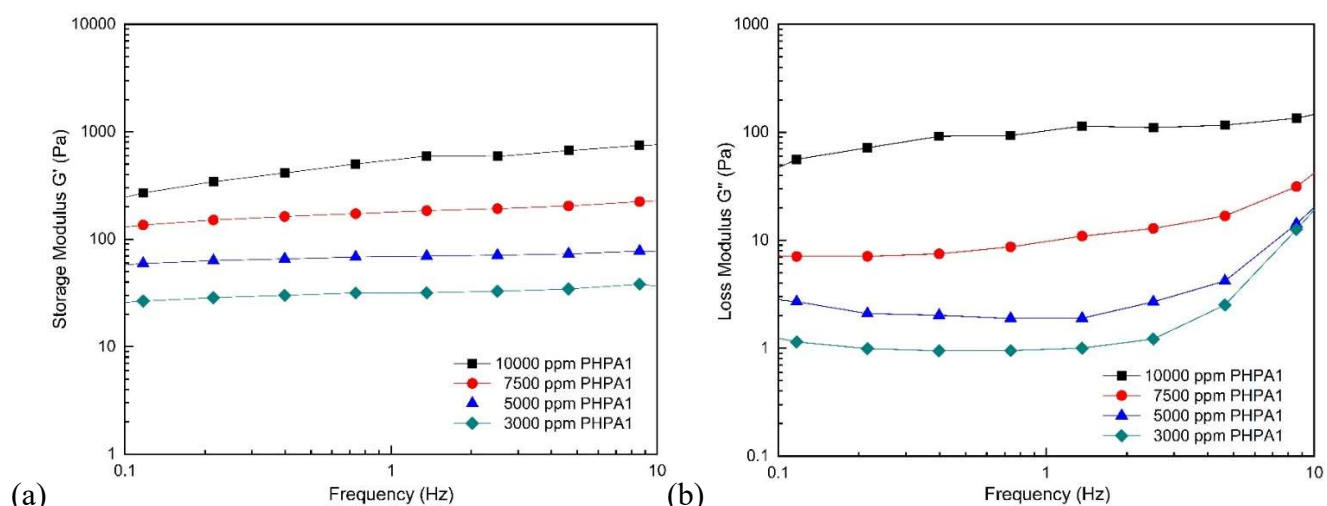 10000
1000
100
10
1
Storage Modulus G' (Pa)
10000 ppm PHPA1
7500 ppm PHPA1
5000 ppm PHPA1
3000 ppm PHPA1
0.1 1 10
Frequency (Hz)
(a)
1000
100
10
1
0.1
Loss Modulus G" (Pa)
10000 ppm PHPA1
7500 ppm PHPA1
5000 ppm PHPA1
3000 ppm PHPA1
0.1 1 10
Frequency (Hz)
(b)